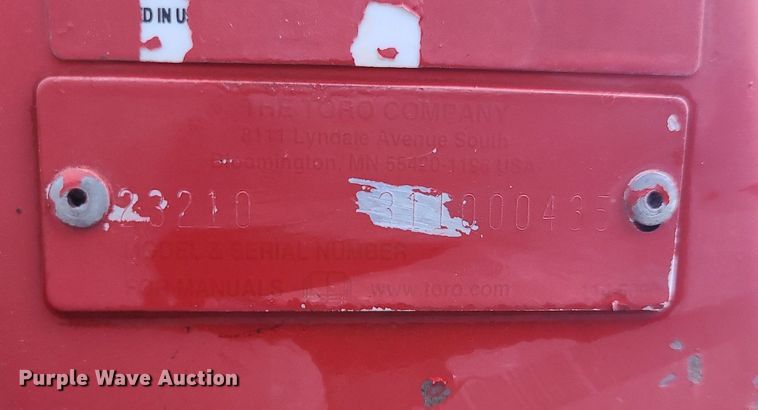 ED IN US
THE TORO COMPANY
8111 Lyndale Avenue South
Bloomington, MN 55420-1196 USA
23210 311000435
MODEL & SERIAL NUMBER
FOR MANUALS www.toro.com
Purple Wave Auction